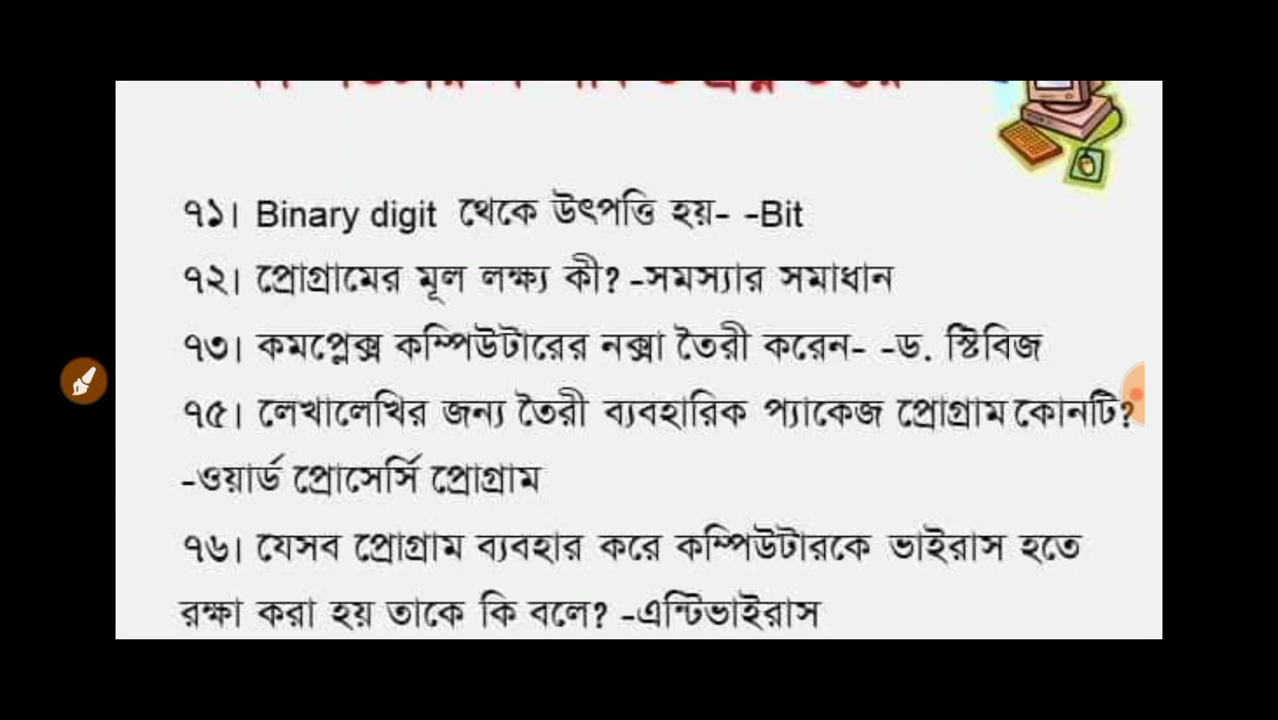 ৭১। Binary digit থেকে উৎপত্তি হয়- -Bit
৭২। প্রোগ্রামের মূল লক্ষ্য কী? -সমস্যার সমাধান
৭৩। কমপ্লেক্স কম্পিউটারের নক্সা তৈরী করেন- -ড. স্টিবিজ
৭৫। লেখালেখির জন্য তৈরী ব্যবহারিক প্যাকেজ প্রোগ্রাম কোনটি?
-ওয়ার্ড প্রোসের্সি প্রোগ্রাম
৭৬। যেসব প্রোগ্রাম ব্যবহার করে কম্পিউটারকে ভাইরাস হতে
রক্ষা করা হয় তাকে কি বলে? -এন্টিভাইরাস